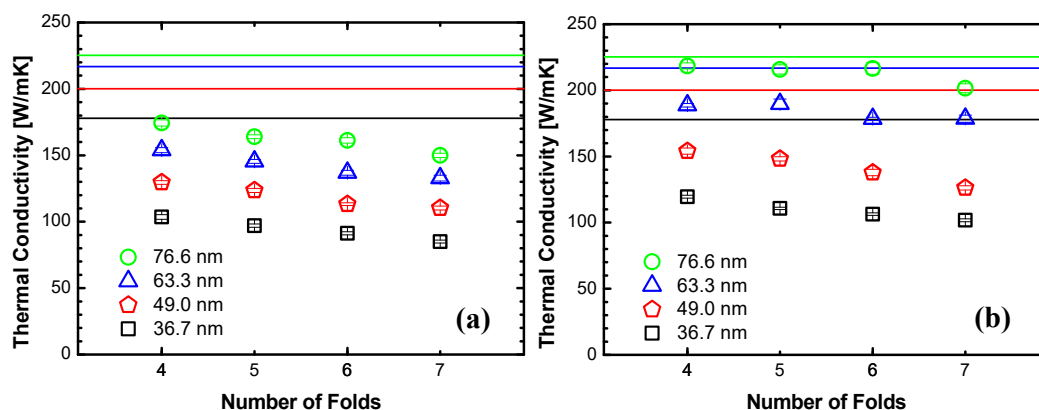 250
200
150
100
50
0
Thermal Conductivity [W/mK]
(a)
76.6 nm
63.3 nm
49.0 nm
36.7 nm
4 5 6 7
Number of Folds
250
200
150
100
50
0
Thermal Conductivity [W/mK]
(b)
76.6 nm
63.3 nm
49.0 nm
36.7 nm
4 5 6 7
Number of Folds